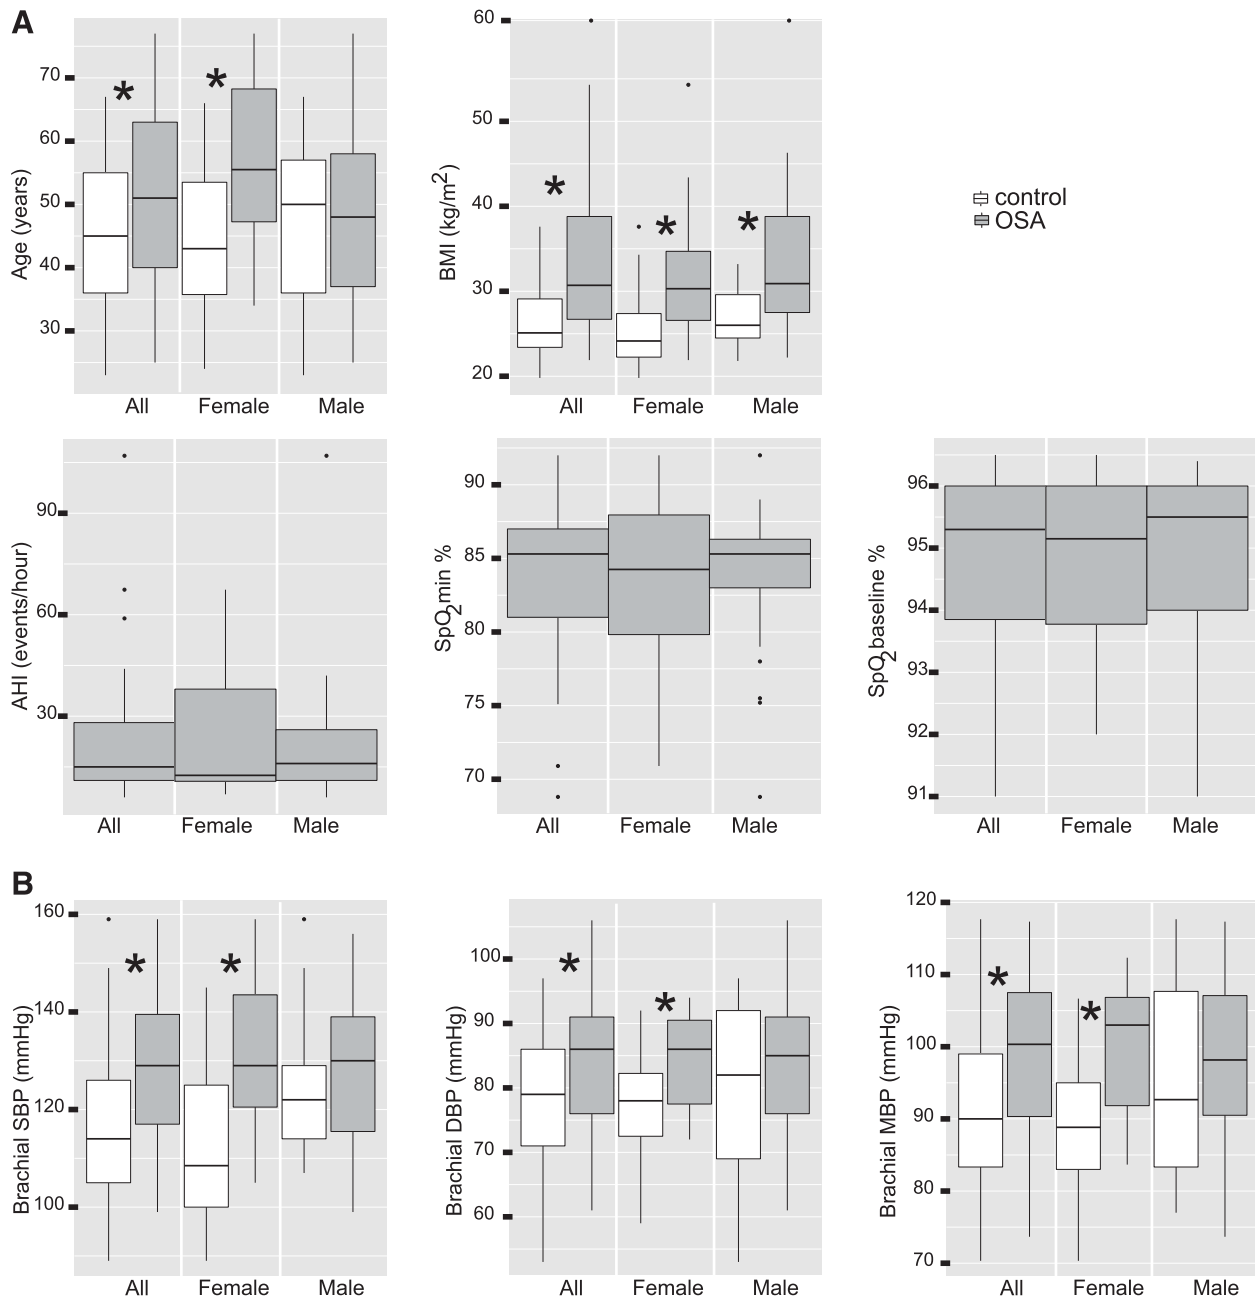 A
Age (years)
70
60
50
40
30
*
*
All Female Male
BMI (kg/m2)
60
50
40
30
20
*
*
*
All Female Male
control
OSA
AHI (events/hour)
90
60
30
All Female Male
SpO2 min %
90
85
80
75
70
All Female Male
SpO2 baseline %
96
95
94
93
92
91
All Female Male
B
Brachial SBP (mmHg)
160
140
120
100
*
*
All Female Male
Brachial DBP (mmHg)
100
90
80
70
60
*
*
All Female Male
Brachial MBP (mmHg)
120
110
100
90
80
70
*
*
All Female Male